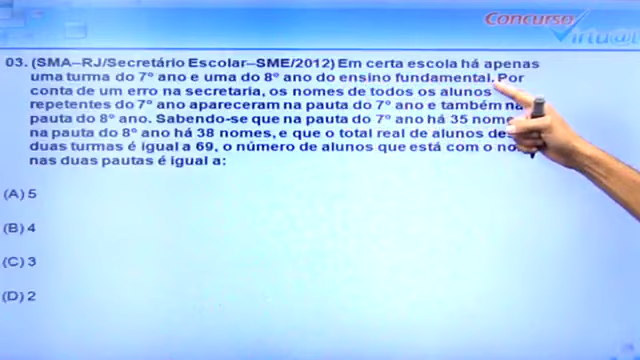 Concurso
Virtual
03. (SMA–RJ/Secretário Escolar–SME/2012) Em certa escola há apenas
uma turma do 7º ano e uma do 8º ano do ensino fundamental. Por
conta de um erro na secretaria, os nomes de todos os alunos
repetentes do 7º ano apareceram na pauta do 7º ano e também na
pauta do 8º ano. Sabendo-se que na pauta do 7º ano há 35
na pauta do 8º ano há 38 nomes, e que o total real de alunos
duas turmas é igual a 69, o número de alunos que está com o
nas duas pautas é igual a:
(A) 5
(B) 4
(C) 3
(D) 2